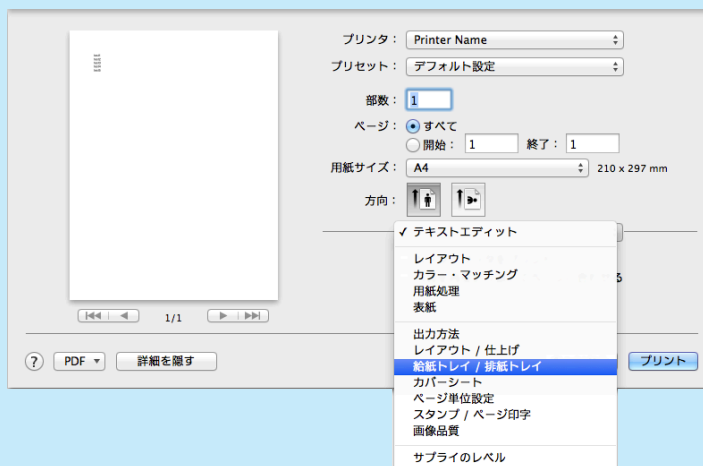 プリンタ： Printer Name
プリセット： デフォルト設定
部数： 1
ページ： すべて
開始： 1 終了： 1
用紙サイズ： A4 210 x 297 mm
方向：
✓ テキストエディット
レイアウト
カラー・マッチング
用紙処理
表紙
出力方法
レイアウト / 仕上げ
給紙トレイ / 排紙トレイ
カバーシート
ページ単位設定
スタンプ / ページ印字
画像品質
サプライのレベル
1/1
? PDF 詳細を隠す プリント